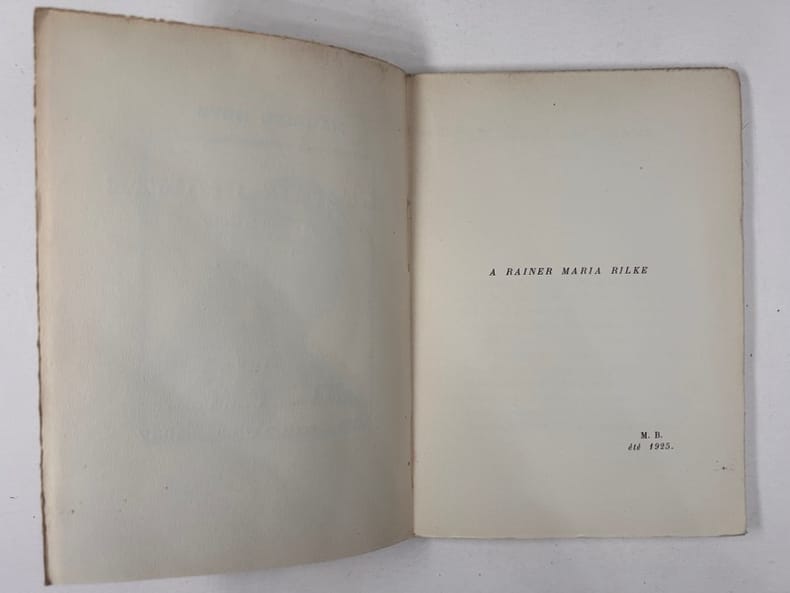 A RAINER MARIA RILKE
M. B.
été 1925.